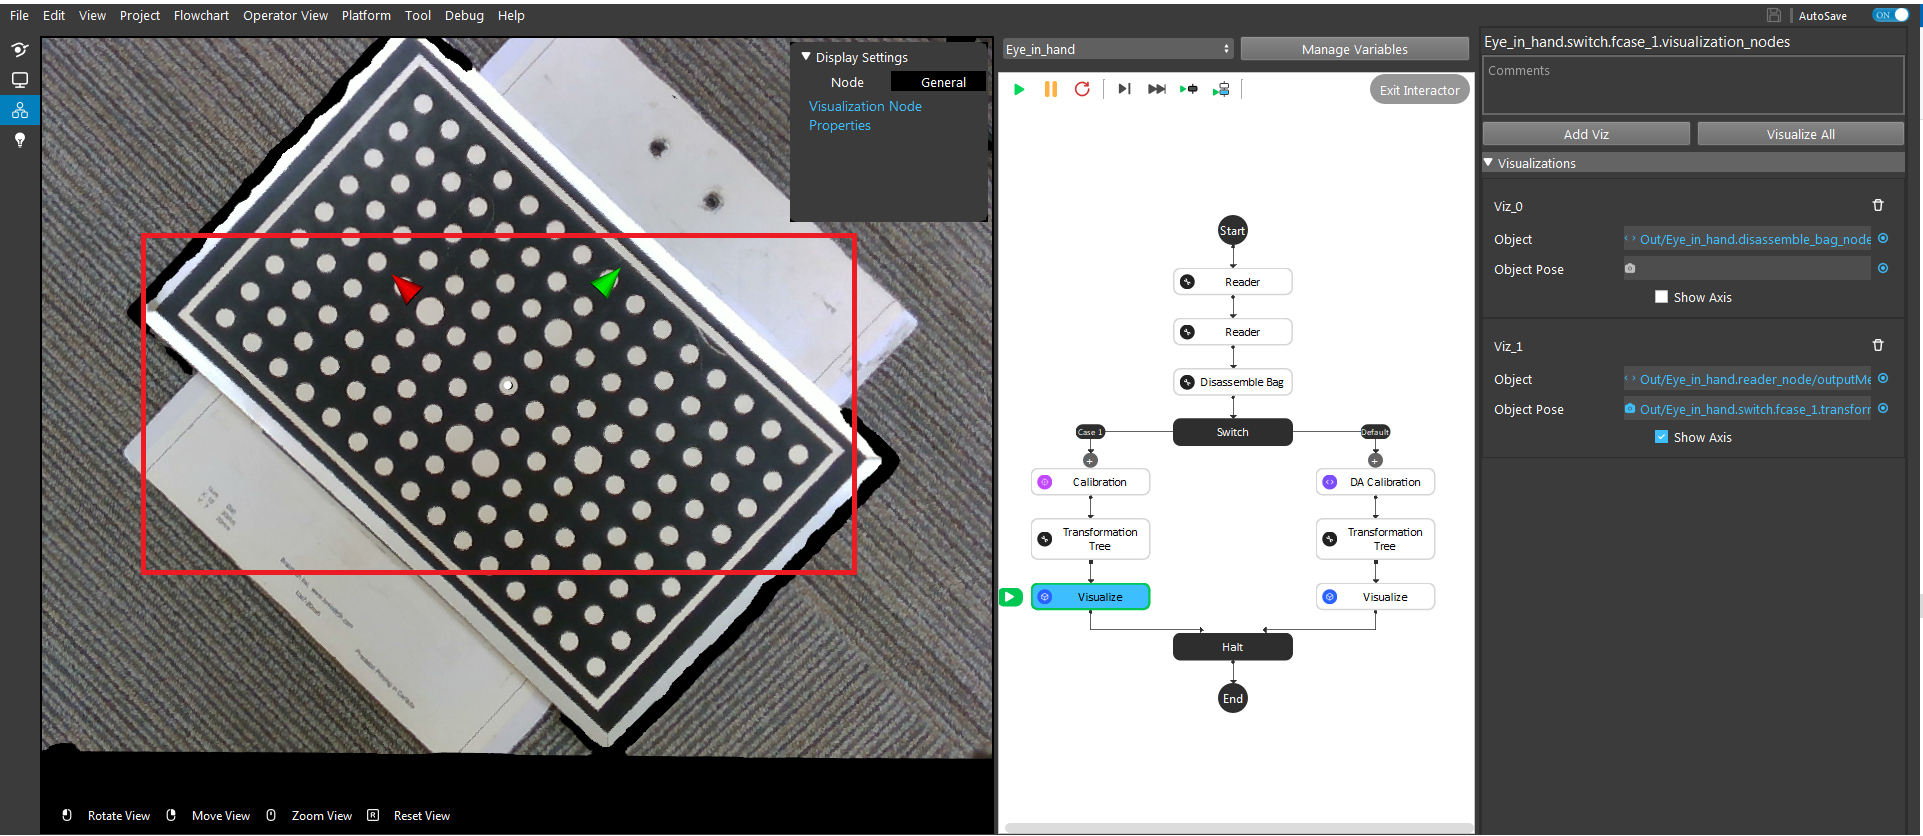 File Edit View Project Flowchart Operator View Platform Tool Debug Help
AutoSave ON
Display Settings
Node General
Visualization Node
Properties
Eye_in_hand
Manage Variables
Exit Interactor
Start
Reader
Reader
Disassemble Bag
Switch
Case 1
Default
Calibration
DA Calibration
Transformation
Tree
Transformation
Tree
Visualize
Visualize
Halt
End
Eye_in_hand.switch.fcase_1.visualization_nodes
Comments
Add Viz
Visualize All
Visualizations
Viz_0
Object Out/Eye_in_hand.disassemble_bag_node
Object Pose
Show Axis
Viz_1
Object Out/Eye_in_hand.reader_node/outputMe
Object Pose Out/Eye_in_hand.switch.fcase_1.transforr
Show Axis
Rotate View Move View Zoom View R Reset View